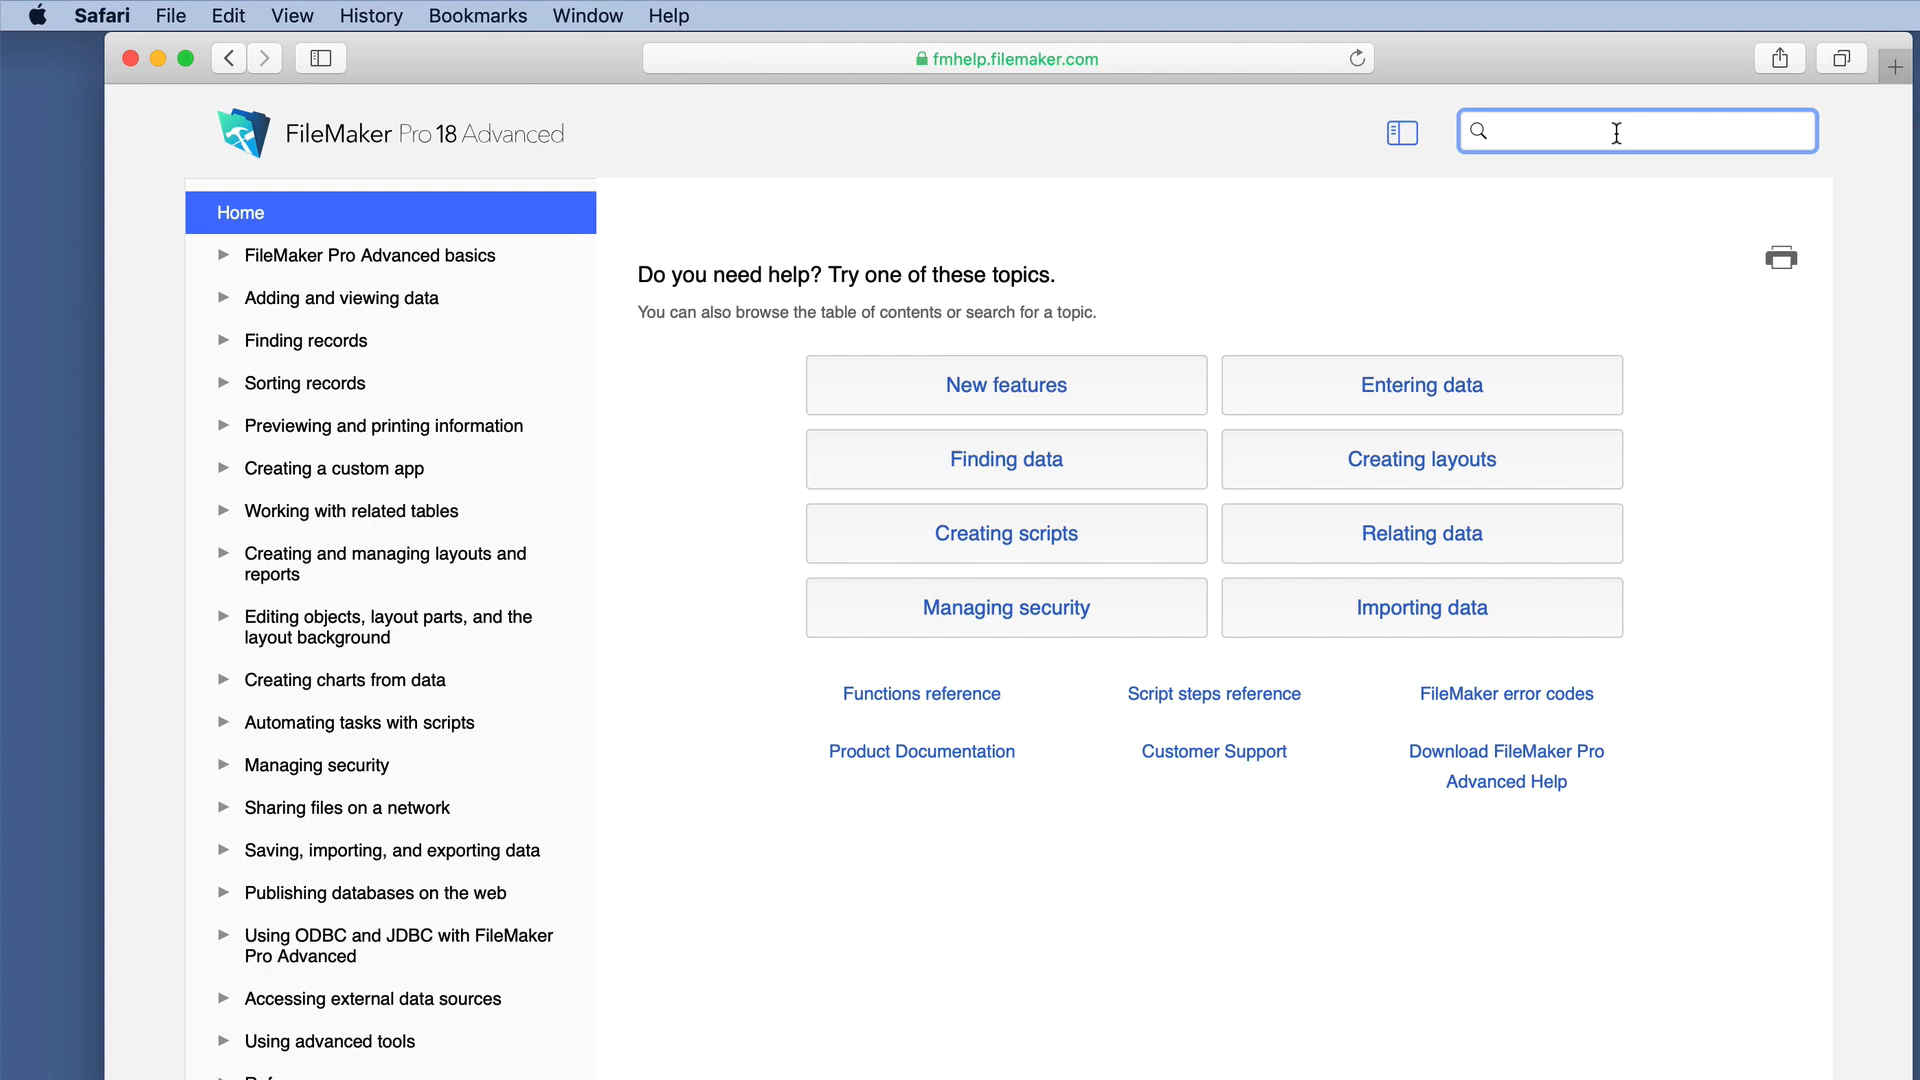 Safari File Edit View History Bookmarks Window Help
fmhelp.filemaker.com
FileMaker Pro 18 Advanced
Home
FileMaker Pro Advanced basics
Adding and viewing data
Finding records
Sorting records
Previewing and printing information
Creating a custom app
Working with related tables
Creating and managing layouts and
reports
Editing objects, layout parts, and the
layout background
Creating charts from data
Automating tasks with scripts
Managing security
Sharing files on a network
Saving, importing, and exporting data
Publishing databases on the web
Using ODBC and JDBC with FileMaker
Pro Advanced
Accessing external data sources
Using advanced tools
Do you need help? Try one of these topics.
You can also browse the table of contents or search for a topic.
New features
Entering data
Finding data
Creating layouts
Creating scripts
Relating data
Managing security
Importing data
Functions reference
Script steps reference
FileMaker error codes
Product Documentation
Customer Support
Download FileMaker Pro
Advanced Help